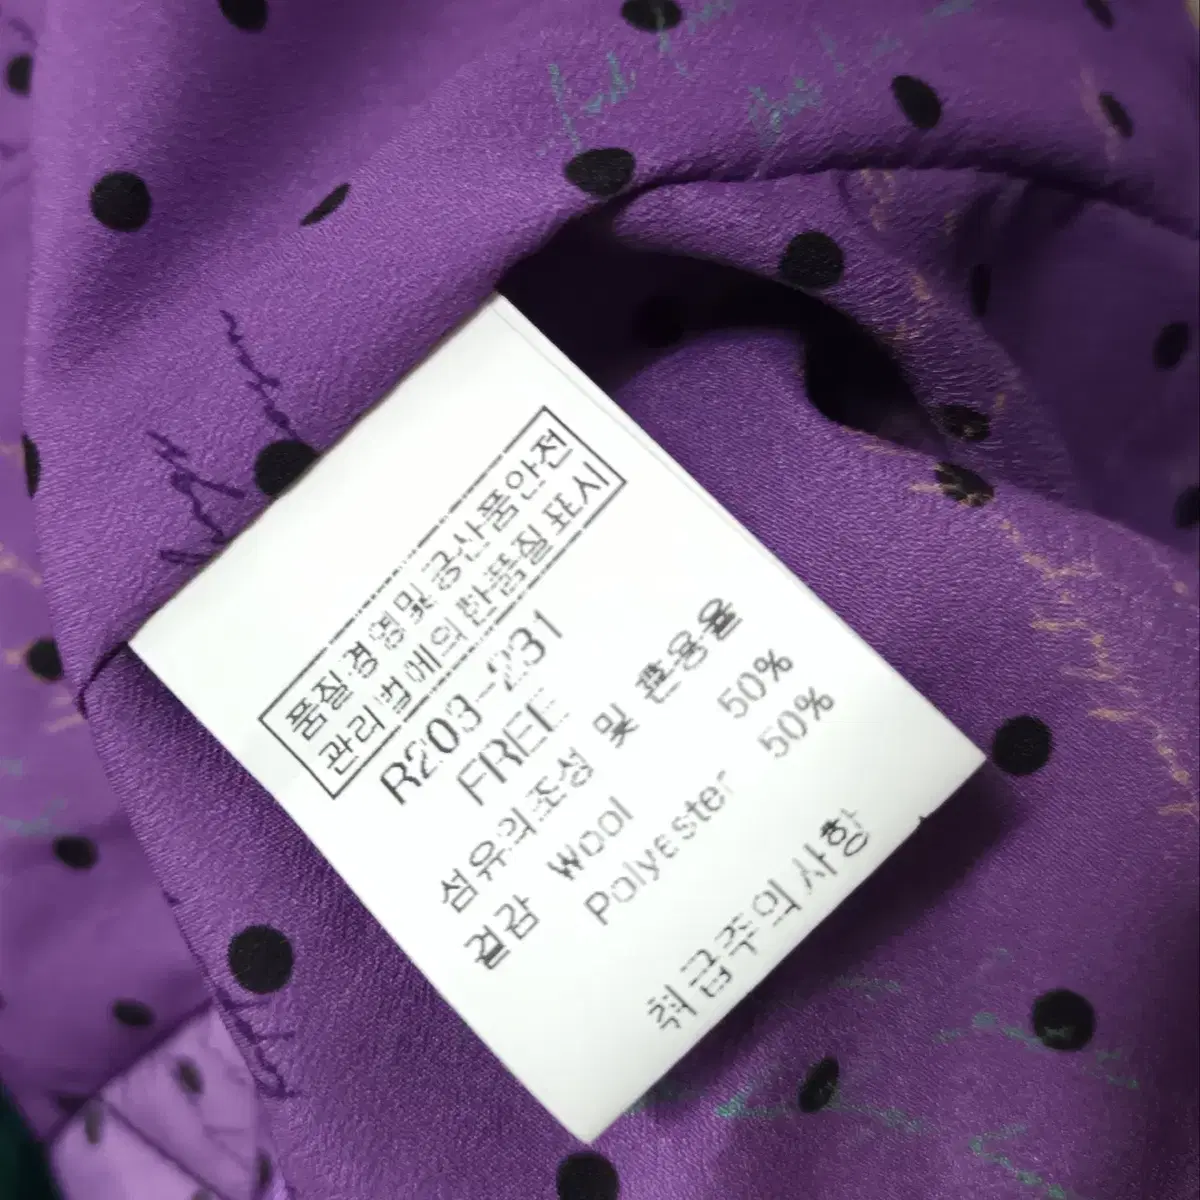 품질경영및공산품안전
관리법에의한품질표시
R203-231
FREE
섬유의조성 및 혼용율
겉감 Wool 50%
Polyester 50%
취급주의사항